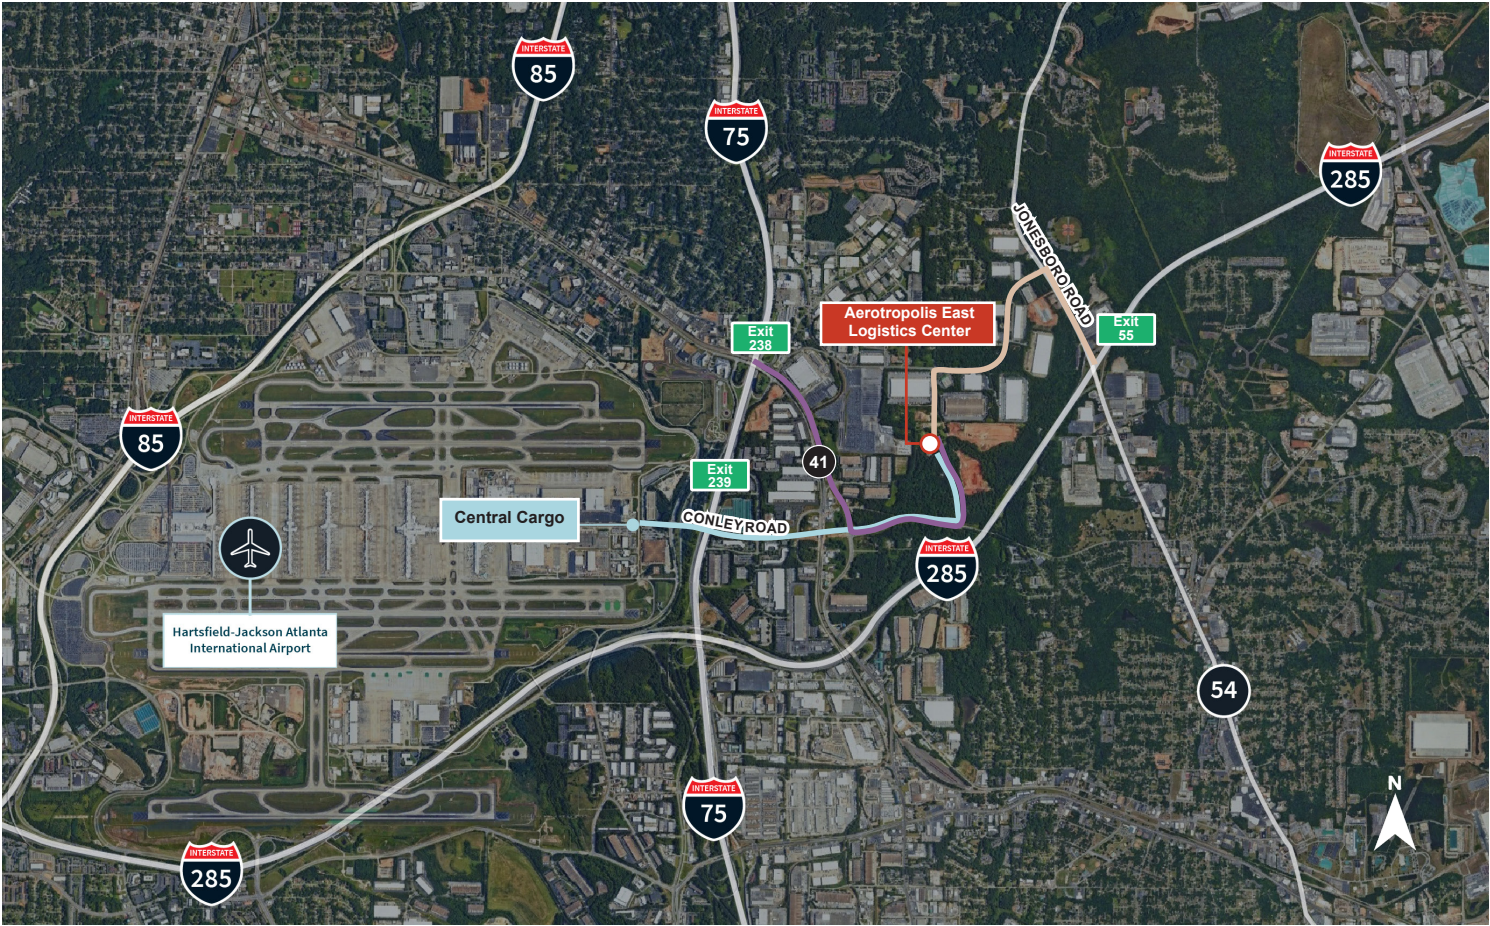 INTERSTATE
85
INTERSTATE
75
INTERSTATE
285
JONESBORO ROAD
Aerotropolis East
Logistics Center
Exit
238
Exit
55
INTERSTATE
85
41
Exit
239
Central Cargo
CONLEY ROAD
INTERSTATE
285
Hartsfield-Jackson Atlanta
International Airport
54
N
INTERSTATE
75
INTERSTATE
285